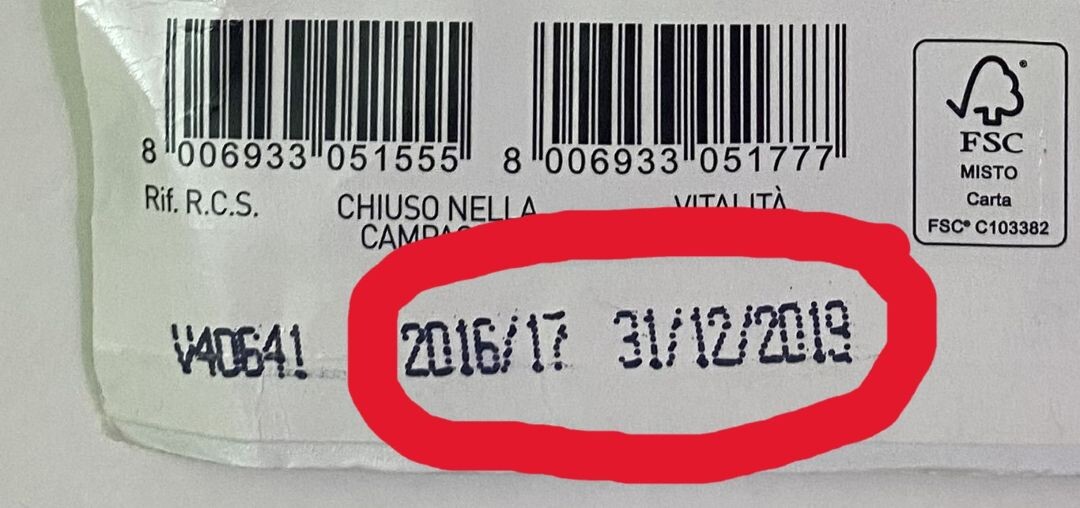 8 006933 051555 8 006933 051777
Rif. R.C.S. CHIUSO NELLA VITALITÀ
V40641 2016/17 31/12/2019
FSC®
MISTO
Carta
FSC® C103382